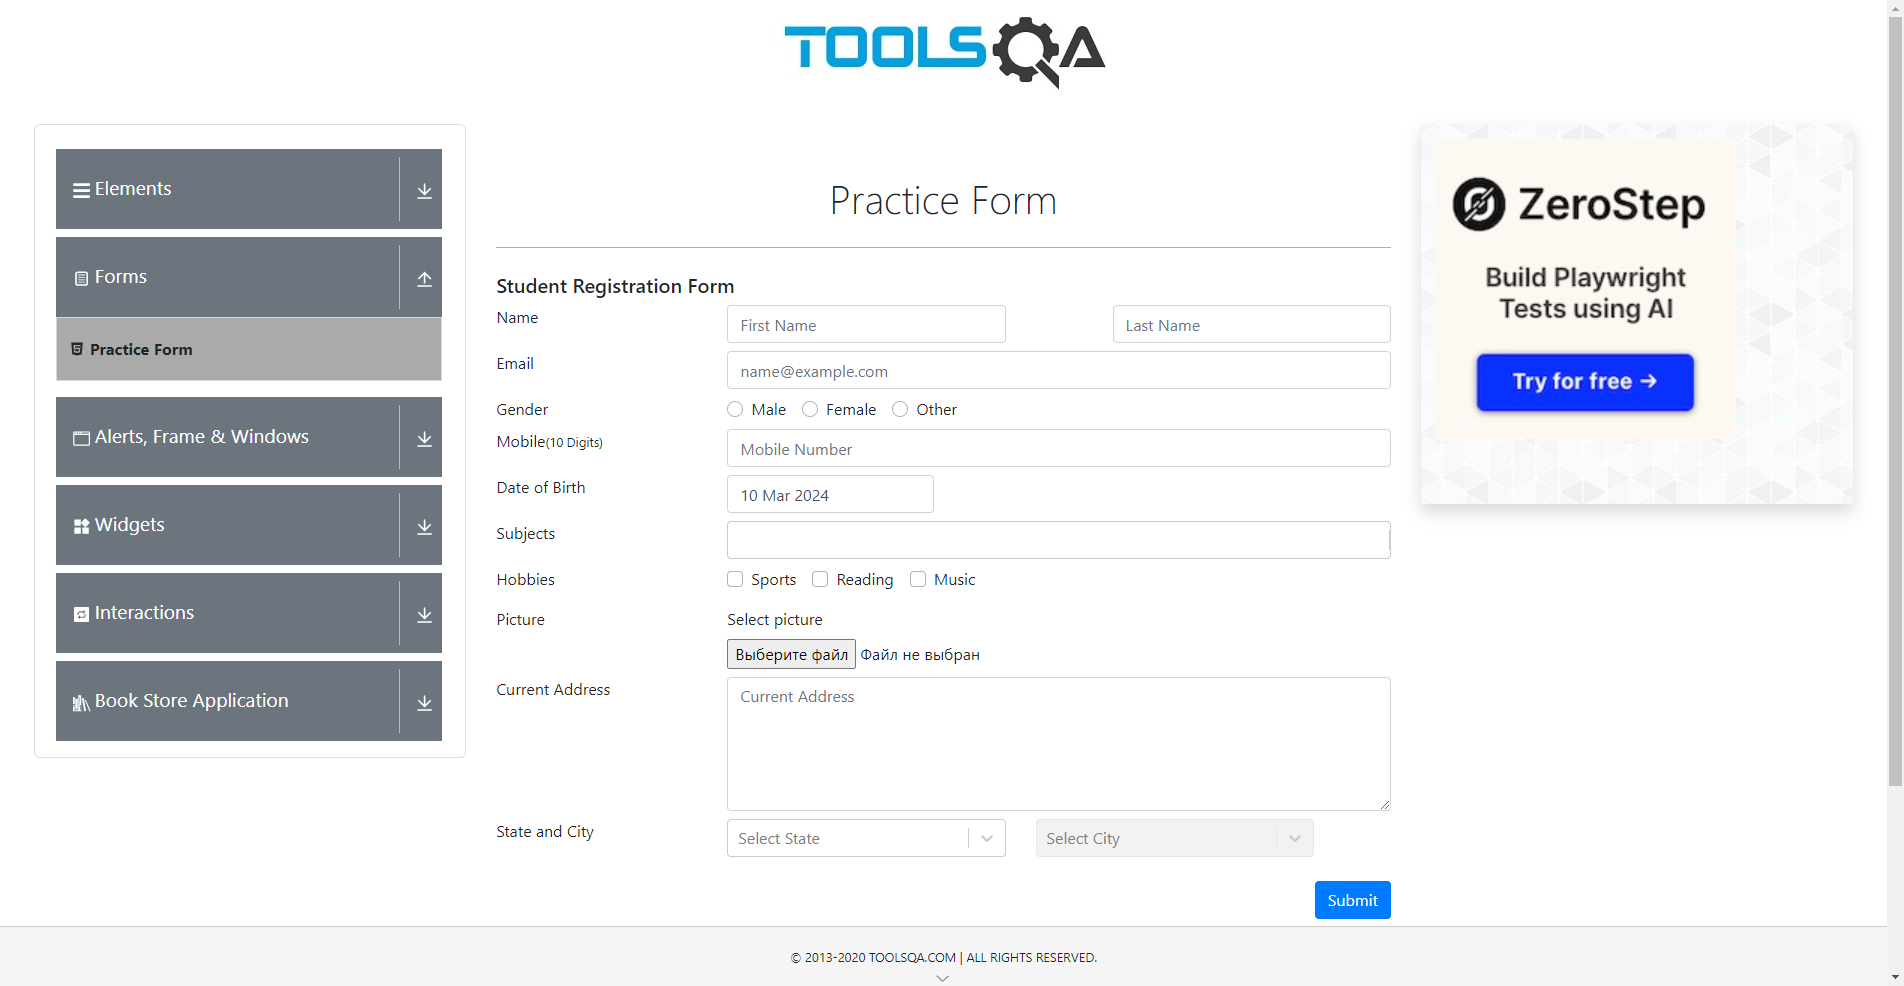 TOOLSQA
Elements
Forms
Practice Form
Alerts, Frame & Windows
Widgets
Interactions
Book Store Application
Practice Form
Student Registration Form
Name
First Name
Last Name
Email
name@example.com
Gender
Male
Female
Other
Mobile(10 Digits)
Mobile Number
Date of Birth
10 Mar 2024
Subjects
Hobbies
Sports
Reading
Music
Picture
Select picture
Выберите файл Файл не выбран
Current Address
Current Address
State and City
Select State
Select City
Submit
ZeroStep
Build Playwright
Tests using AI
Try for free →
© 2013-2020 TOOLSQA.COM | ALL RIGHTS RESERVED.